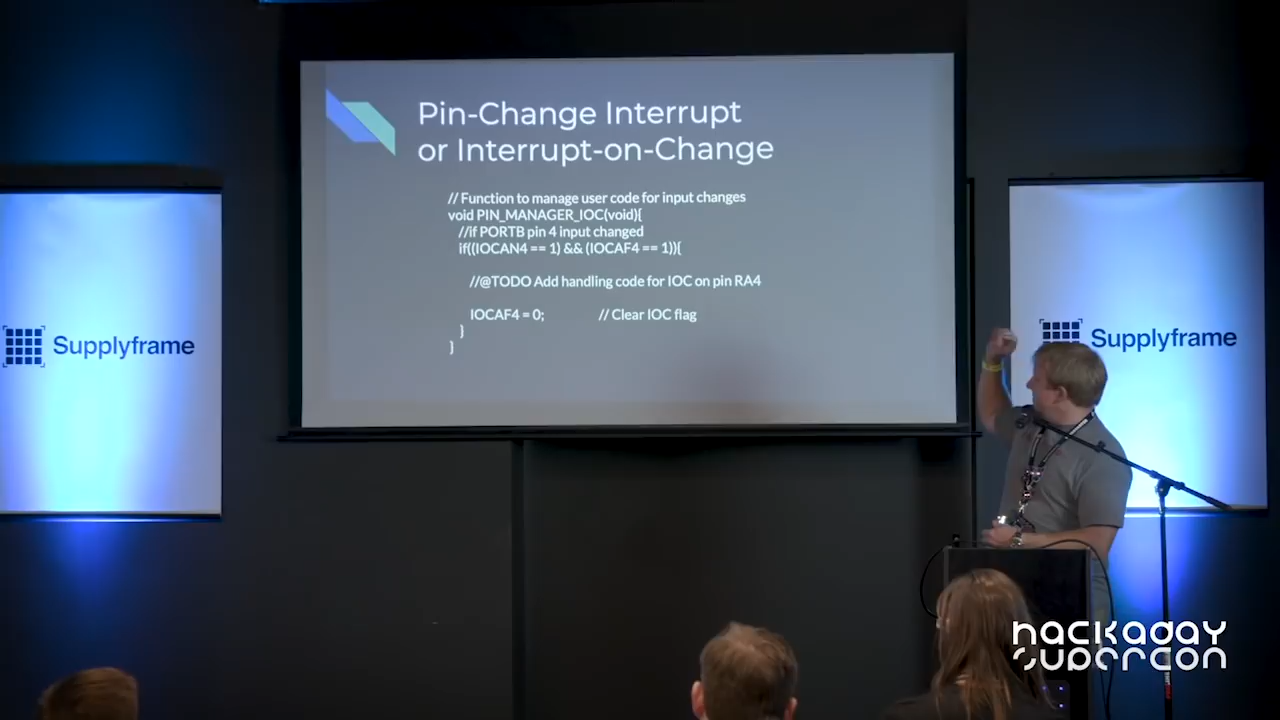 Pin-Change Interrupt
or Interrupt-on-Change
// Function to manage user code for input changes
void PIN_MANAGER_IOC(void){
//if PORTB pin 4 input changed
if((IOCAN4 == 1) && (IOCAF4 == 1)){
//@TODO Add handling code for IOC on pin RA4
IOCAF4 = 0; // Clear IOC flag
}
}
Supplyframe
Supplyframe
hackaday
supercon